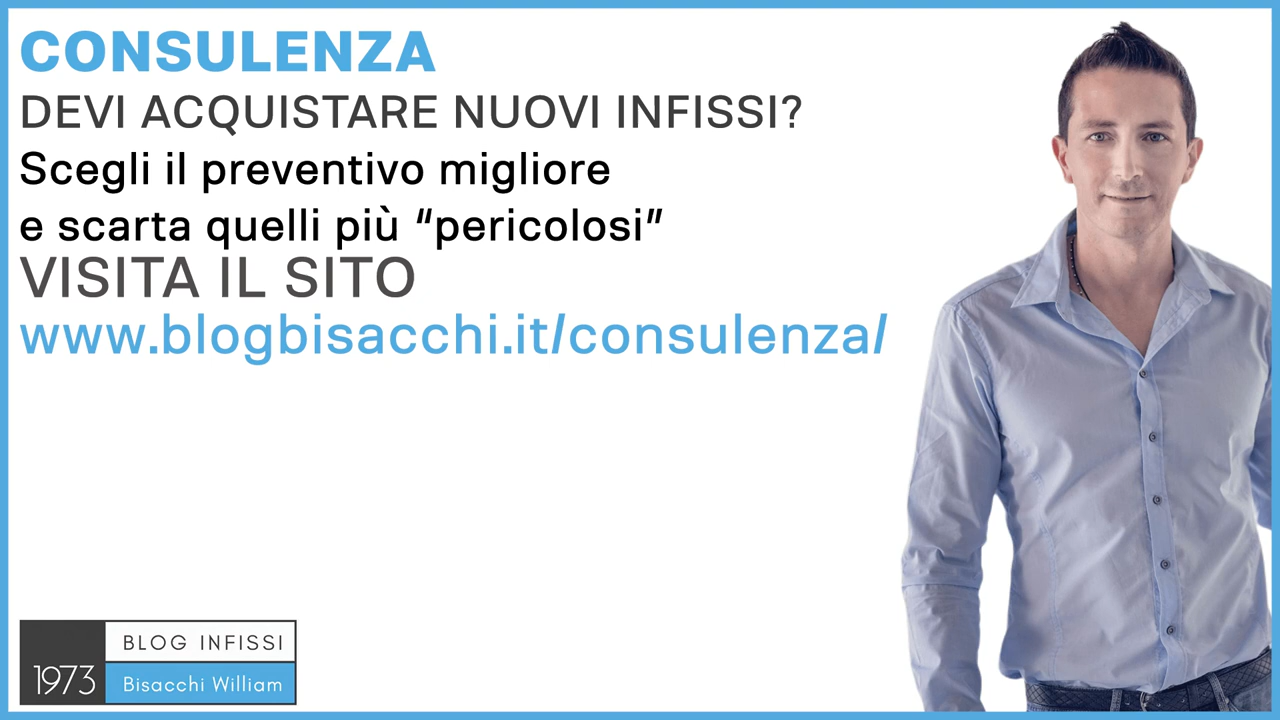 CONSULENZA
DEVI ACQUISTARE NUOVI INFISSI?
Scegli il preventivo migliore
e scarta quelli più “pericolosi”
VISITA IL SITO
www.blogbisacchi.it/consulenza/
BLOG INFISSI
1973
Bisacchi William